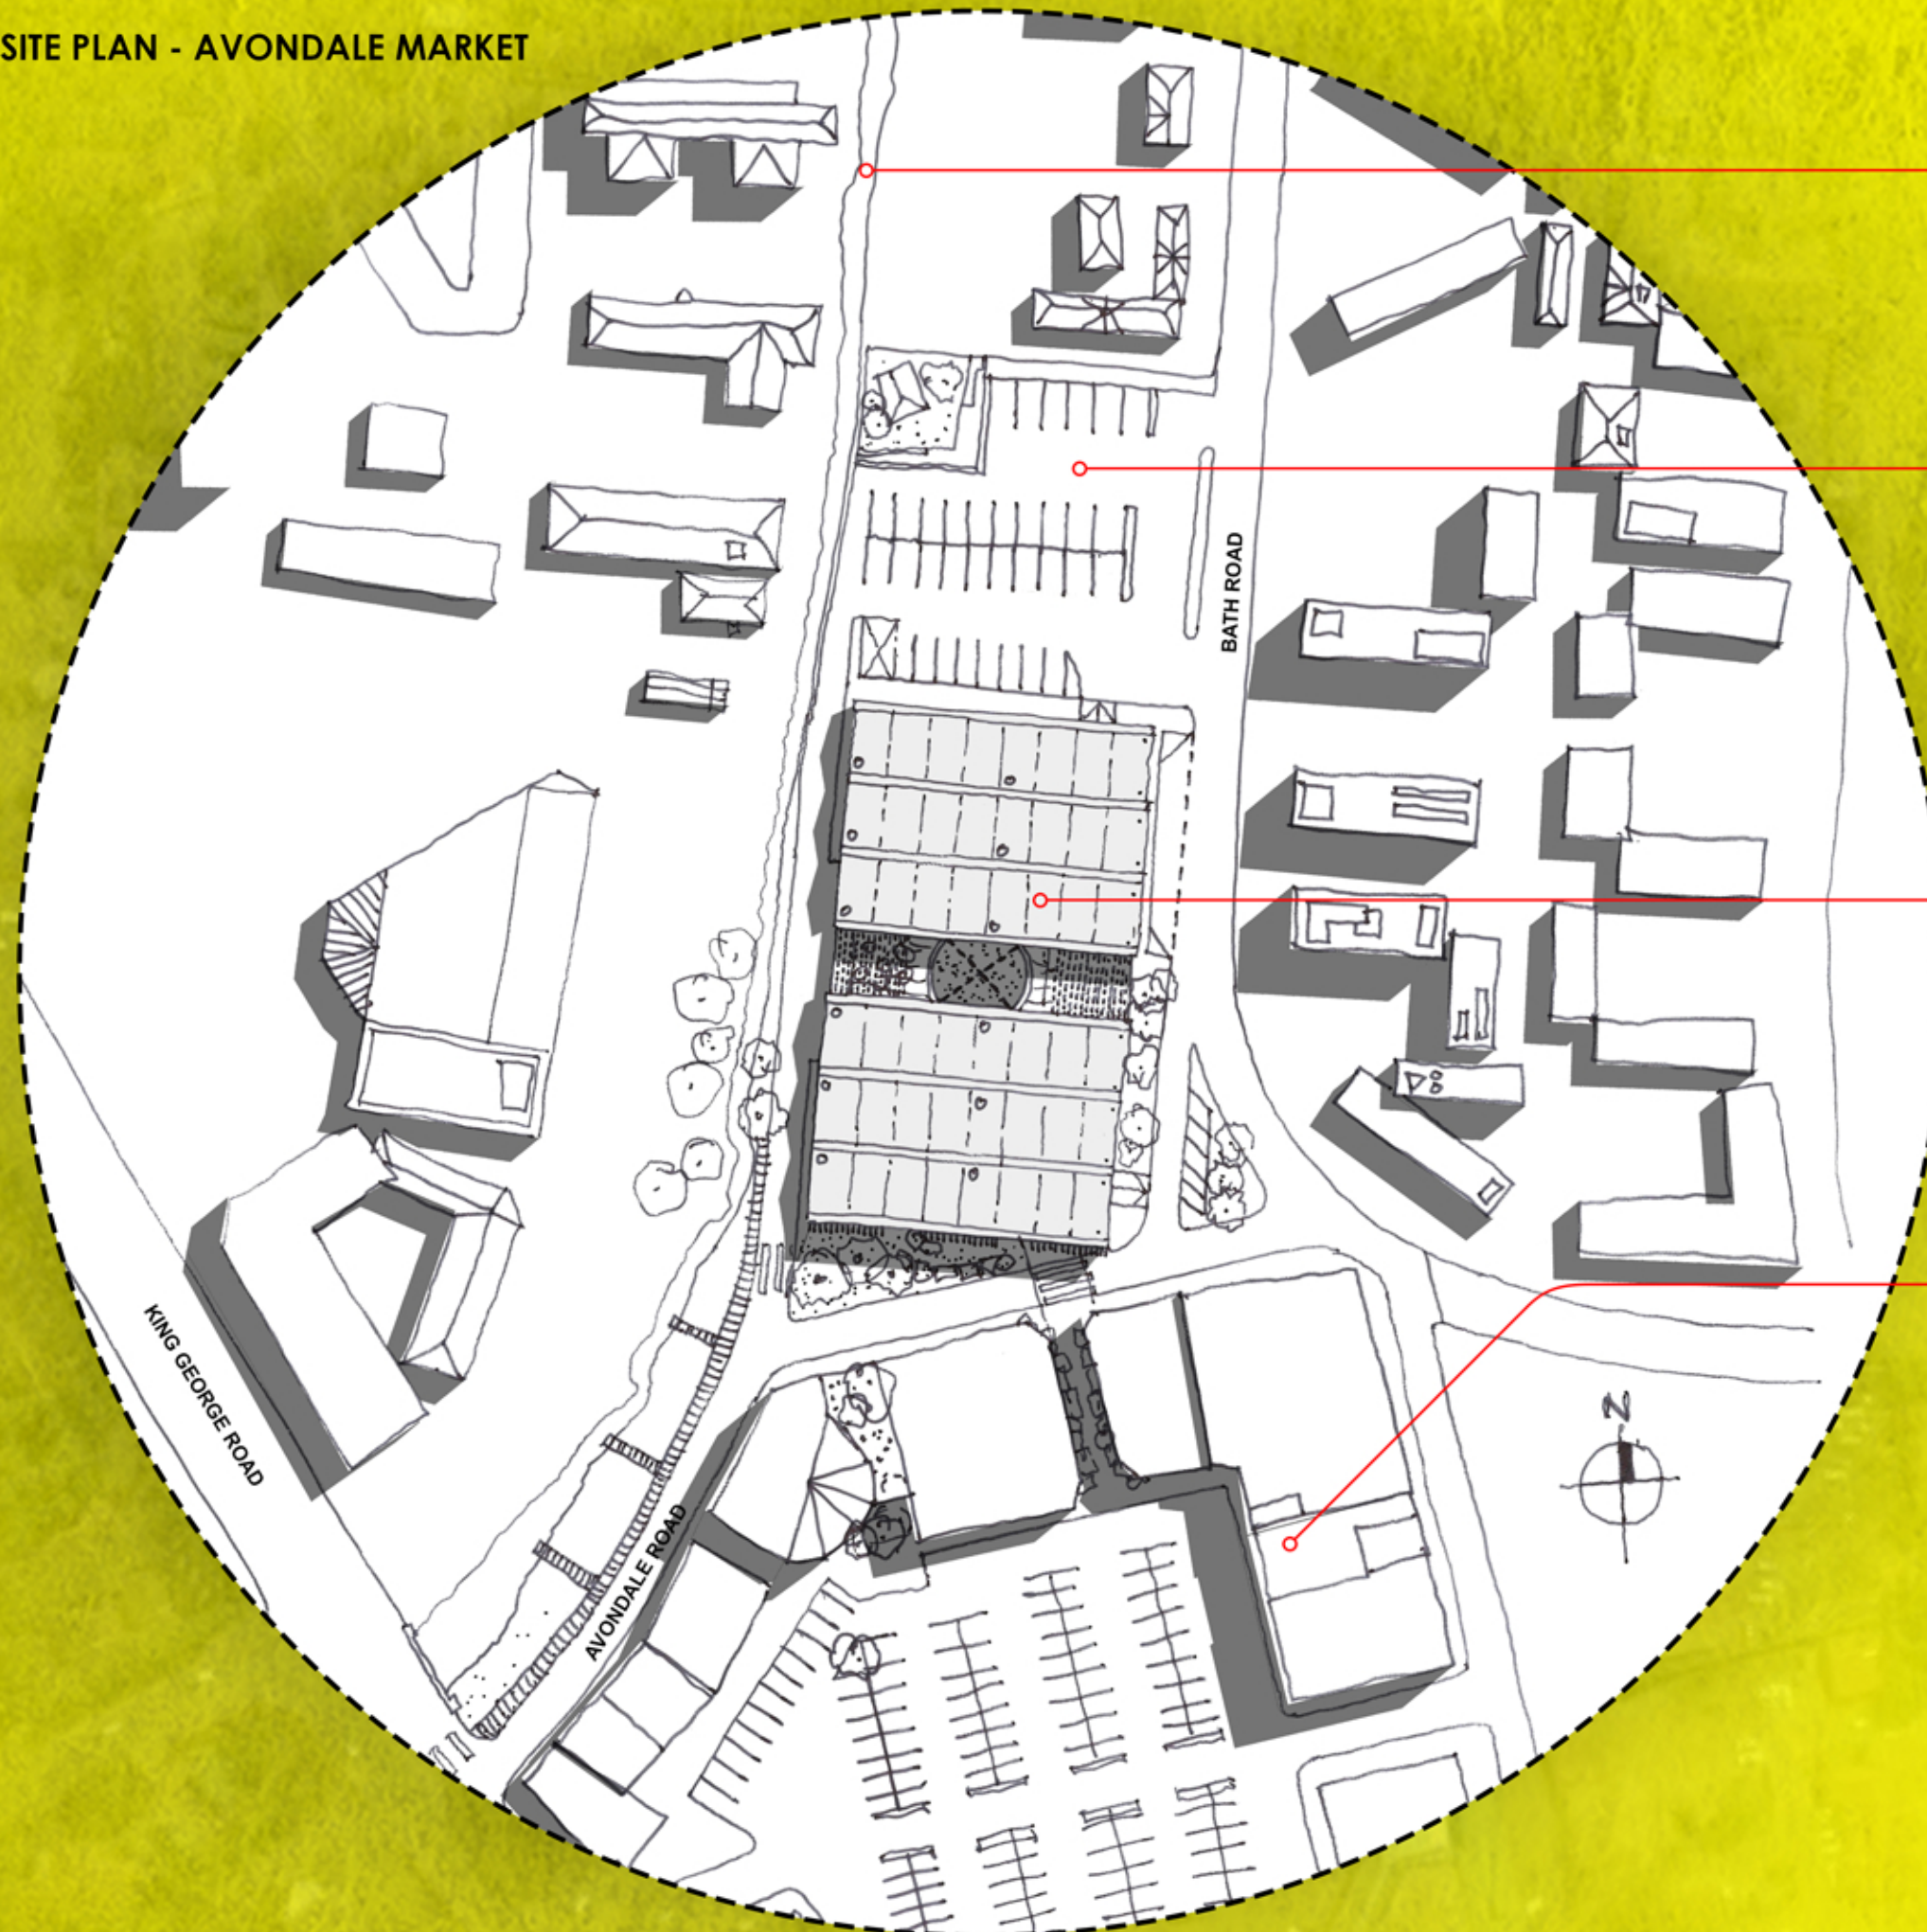 SITE PLAN - AVONDALE MARKET
BATH ROAD
KING GEORGE ROAD
AVONDALE ROAD
N